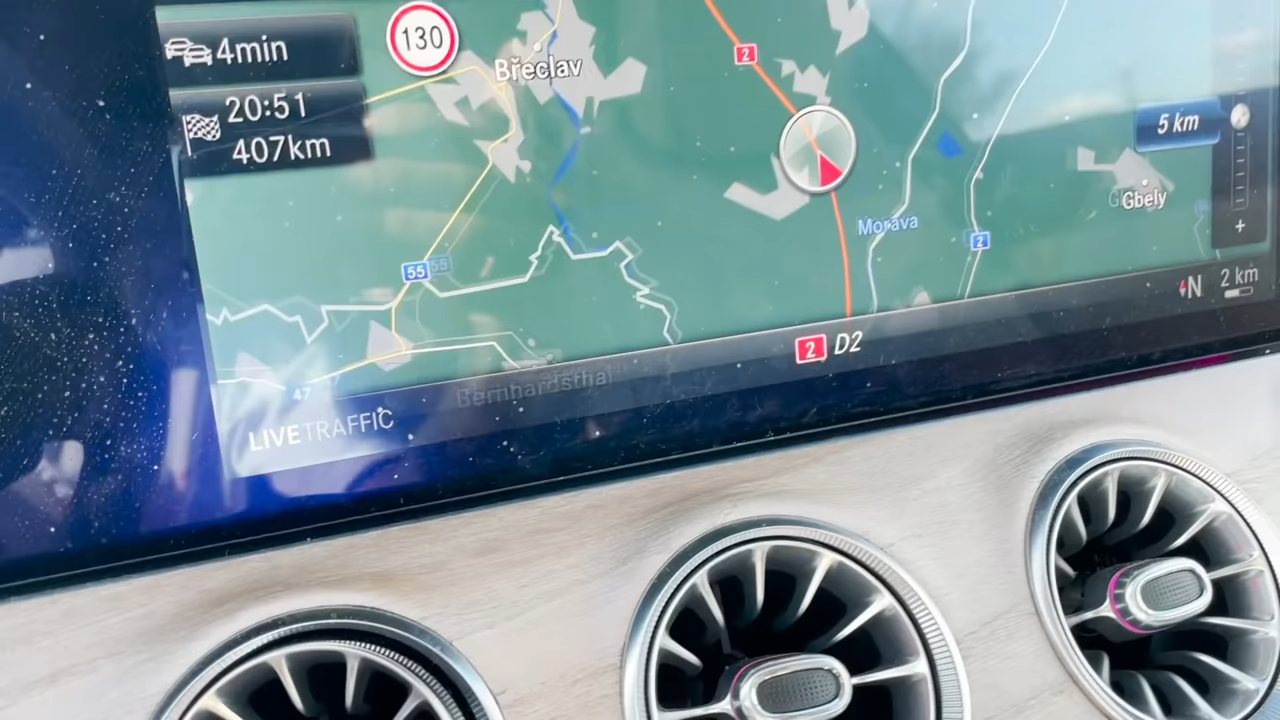 4min
20:51
407km
130
Břeclav
2
5 km
Gbely
Morava
2
55
55
47
Bernhardsthal
+
N
2 km
2 D2
LIVETRAFFIC